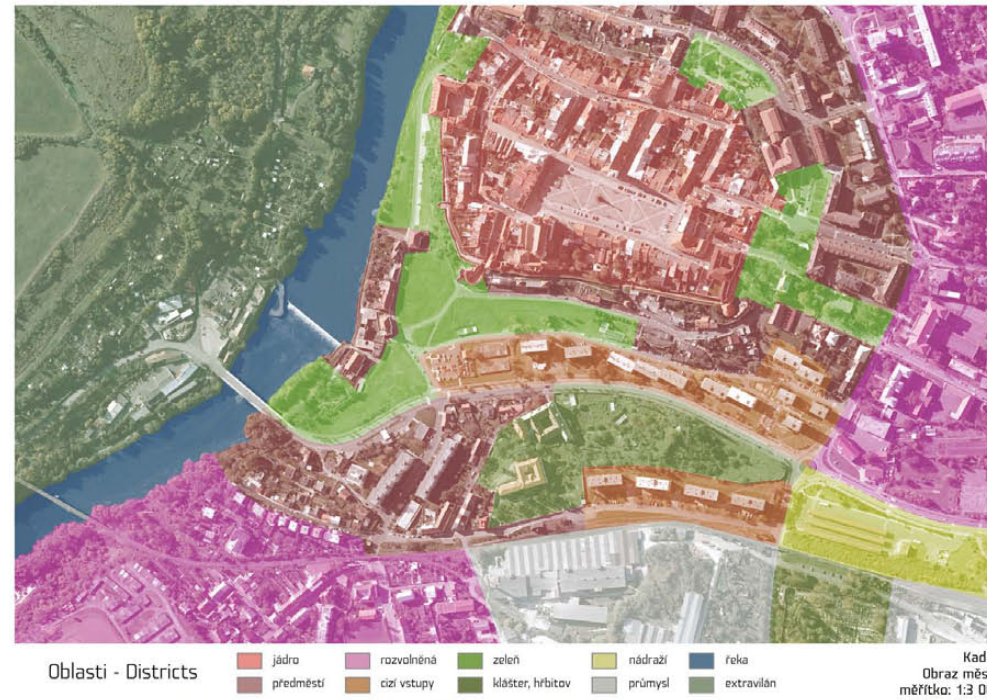 Oblasti - Districts
jádro
předměstí
rozvolněná
cizí vstupy
zeleň
klášter, hřbitov
nádraží
průmysl
řeka
extravilán
Kad
Obraz měs
měřítko: 1:3 0